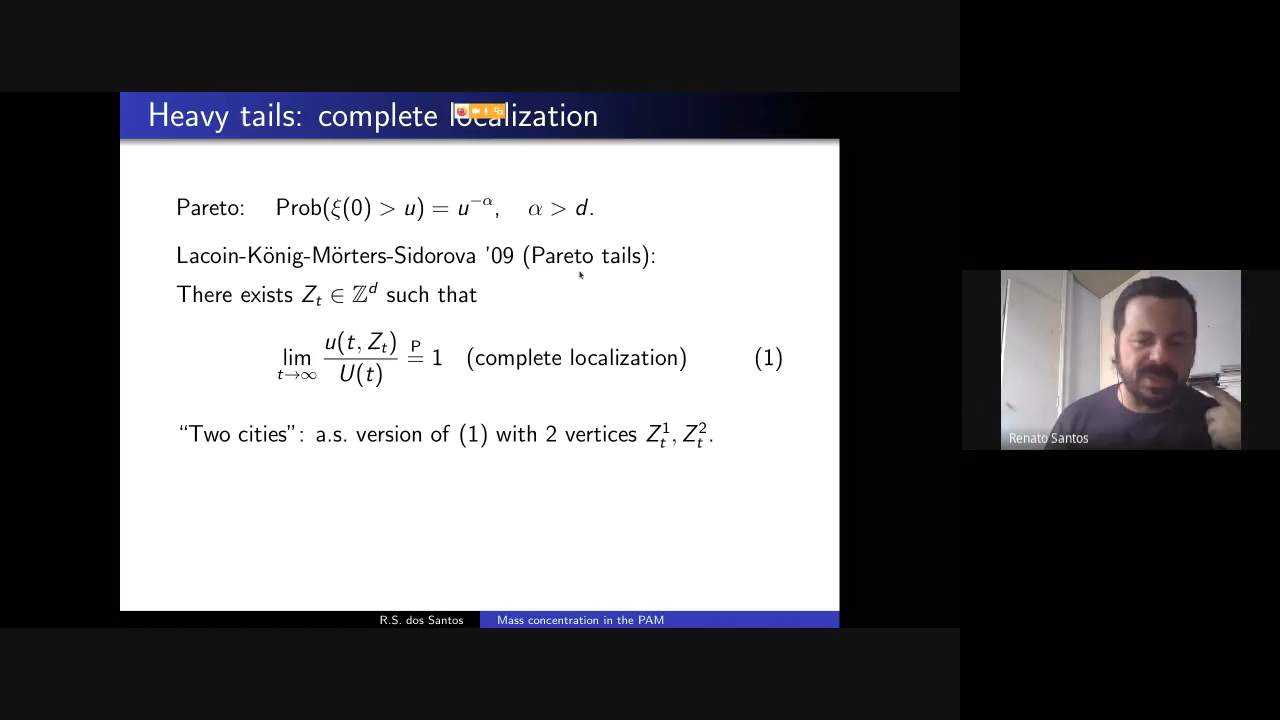 Heavy tails: complete localization
Pareto: Prob(ξ(0) > u) = u^{−α}, α > d.
Lacoin-König-Mörters-Sidorova '09 (Pareto tails):
There exists Z_t ∈ ℤ^d such that
lim_{t→∞} u(t, Z_t)/U(t) =^P 1 (complete localization) (1)
“Two cities”: a.s. version of (1) with 2 vertices Z_t^1, Z_t^2.
R.S. dos Santos Mass concentration in the PAM
Renato Santos